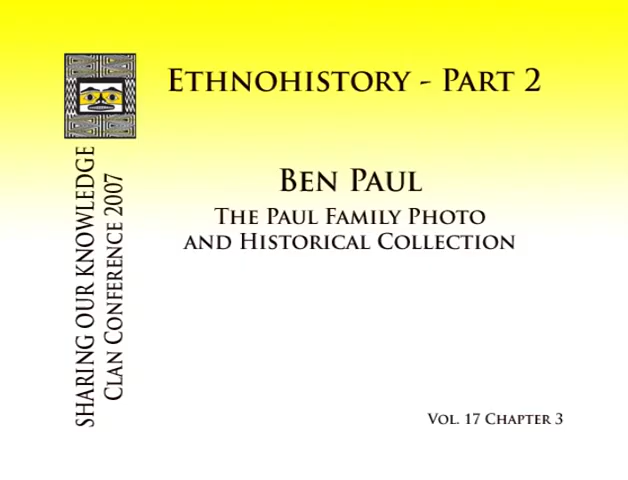 Ethnohistory - Part 2
Ben Paul
The Paul Family Photo
and Historical Collection
SHARING OUR KNOWLEDGE
Clan Conference 2007
Vol. 17 Chapter 3